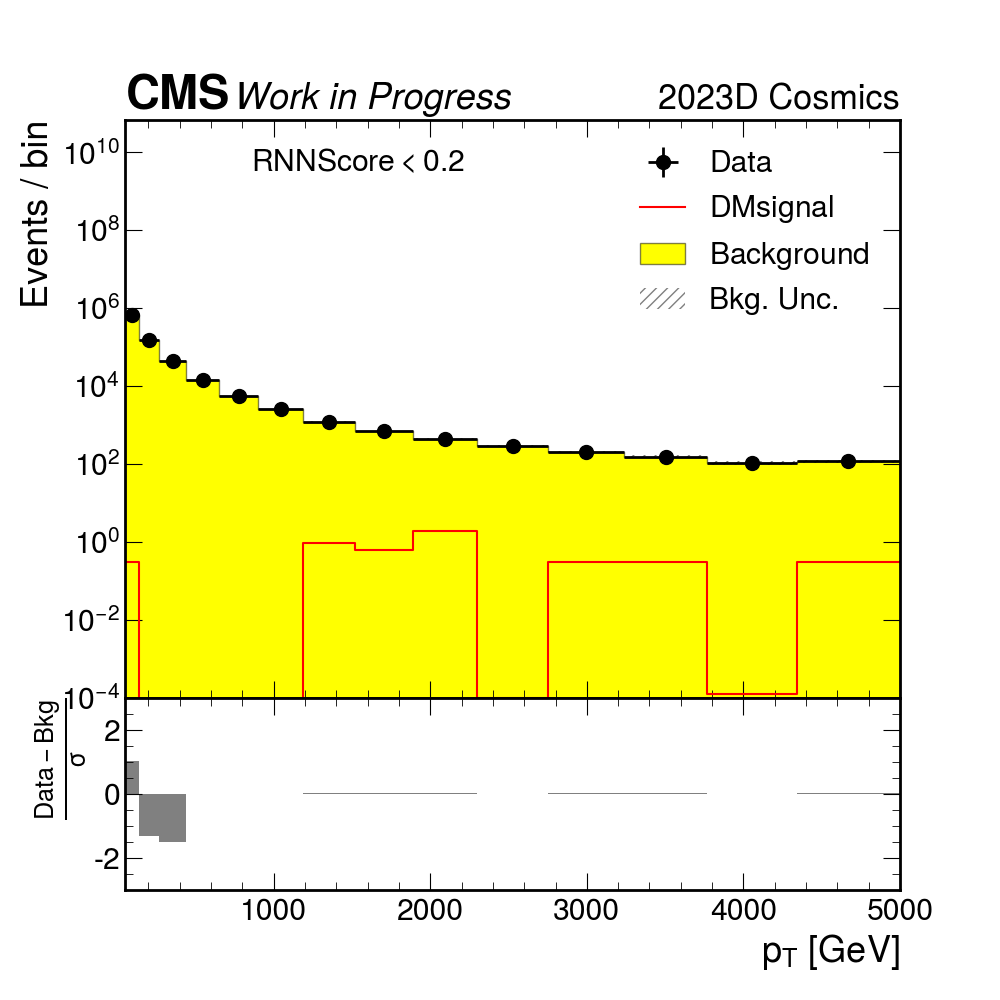 CMS Work in Progress 2023D Cosmics
Events / bin
RNNScore < 0.2
Data
DMsignal
Background
Bkg. Unc.
10^10
10^8
10^6
10^4
10^2
10^0
10^−2
10^−4
Data − Bkg
σ
2
0
-2
1000 2000 3000 4000 5000
p_T [GeV]